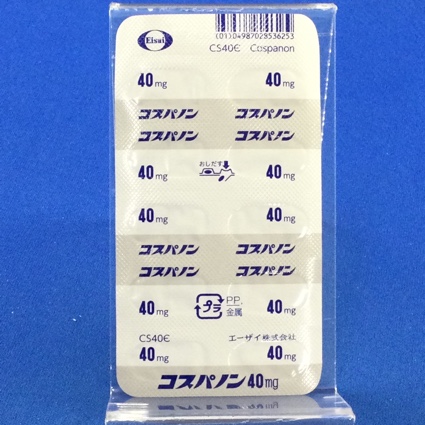 Eisai
(01)04987028536253
CS40E Cospanon
40mg 40mg
コスパノン コスパノン
コスパノン コスパノン
40mg おしだす 40mg
40mg 40mg
コスパノン コスパノン
コスパノン コスパノン
40mg プラ PP, 金属 40mg
CS40E エーザイ株式会社
40mg 40mg
コスパノン40mg